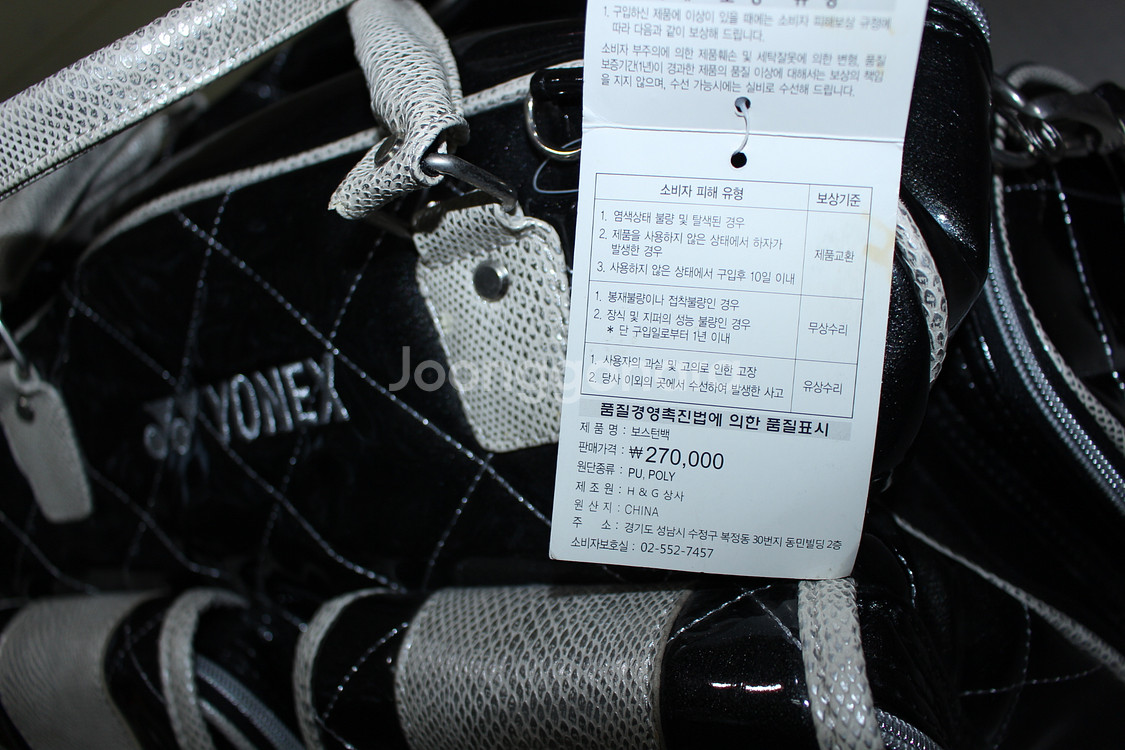 1. 구입하신 제품에 이상이 있을 때에는 소비자 피해보상 규정에
따라 다음과 같이 보상해 드립니다.
소비자 부주의에 의한 제품훼손 및 세탁잘못에 의한 변형, 품질
보증기간(1년)이 경과한 제품의 품질 이상에 대해서는 보상의 책임
을 지지 않으며, 수선 가능시에는 실비로 수선해 드립니다.
소비자 피해 유형 보상기준
1. 염색상태 불량 및 탈색된 경우
2. 제품을 사용하지 않은 상태에서 하자가
발생한 경우
제품교환
3. 사용하지 않은 상태에서 구입후 10일 이내
1. 봉재불량이나 접착불량인 경우
2. 장식 및 지퍼의 성능 불량인 경우
무상수리
* 단 구입일로부터 1년 이내
1. 사용자의 과실 및 고의로 인한 고장
유상수리
2. 당사 이외의 곳에서 수선하여 발생한 사고
품질경영촉진법에 의한 품질표시
제 품 명 : 보스턴백
판매가격 : ₩270,000
원단종류 : PU, POLY
제 조 원 : H & G 상사
원 산 지 : CHINA
주 소 : 경기도 성남시 수정구 복정동 30번지 동민빌딩 2층
소비자보호실 : 02-552-7457
YONEX